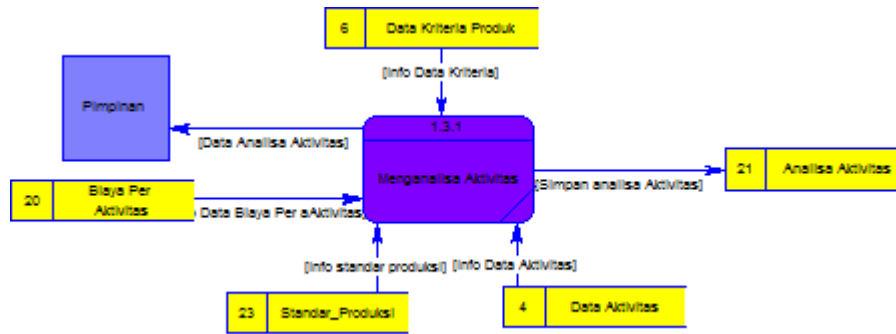 6 Data Kriteria Produk
[Info Data Kriteria]
Pimpinan
1.3.1
[Data Analisa Aktivitas]
Menganalisa Aktivitas
21 Analisa Aktivitas
[Simpan analisa Aktivitas]
20 Biaya Per
Aktivitas
Data Biaya Per aAktivitas
[Info standar produksi]
[Info Data Aktivitas]
23 Standar_Produksi
4 Data Aktivitas